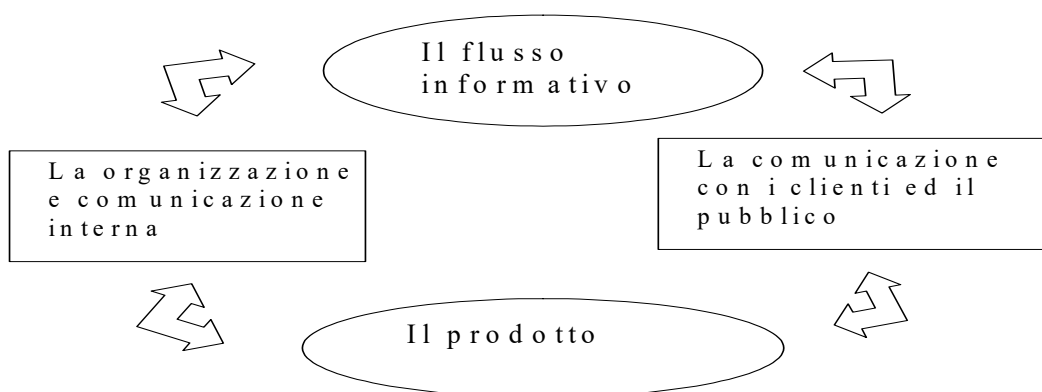 Il flusso
informativo
La organizzazione
e comunicazione
interna
La comunicazione
con i clienti ed il
pubblico
Il prodotto